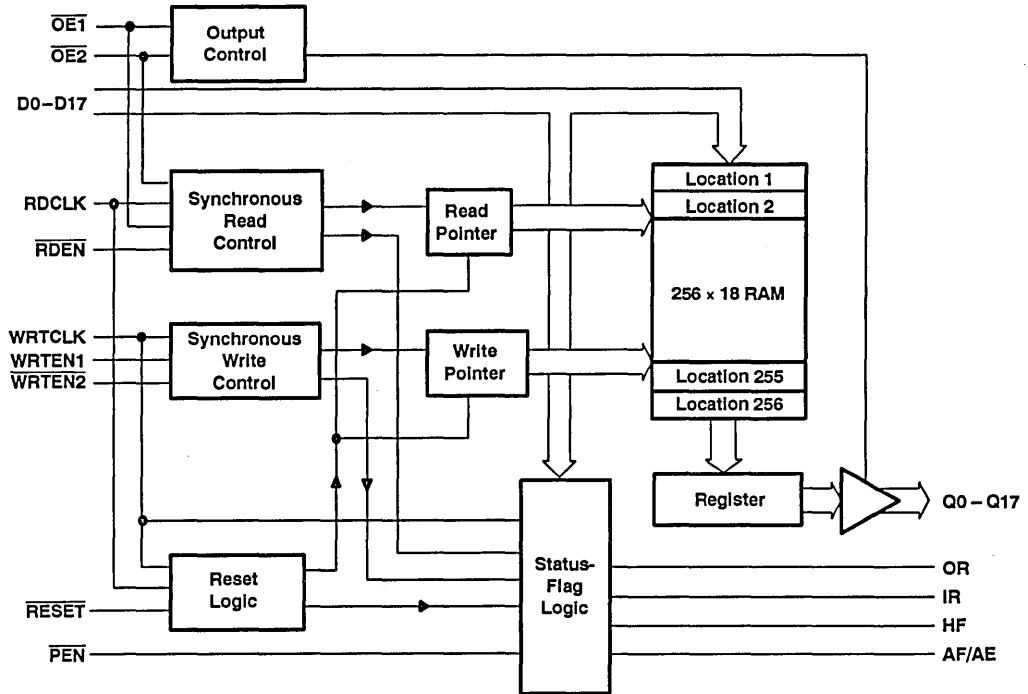 OE1
OE2
Output
Control
D0–D17
RDCLK
RDEN
Synchronous
Read
Control
Read
Pointer
Location 1
Location 2
256 × 18 RAM
Location 255
Location 256
WRTCLK
WRTEN1
WRTEN2
Synchronous
Write
Control
Write
Pointer
Register
Q0 – Q17
RESET
Reset
Logic
PEN
Status-
Flag
Logic
OR
IR
HF
AF/AE